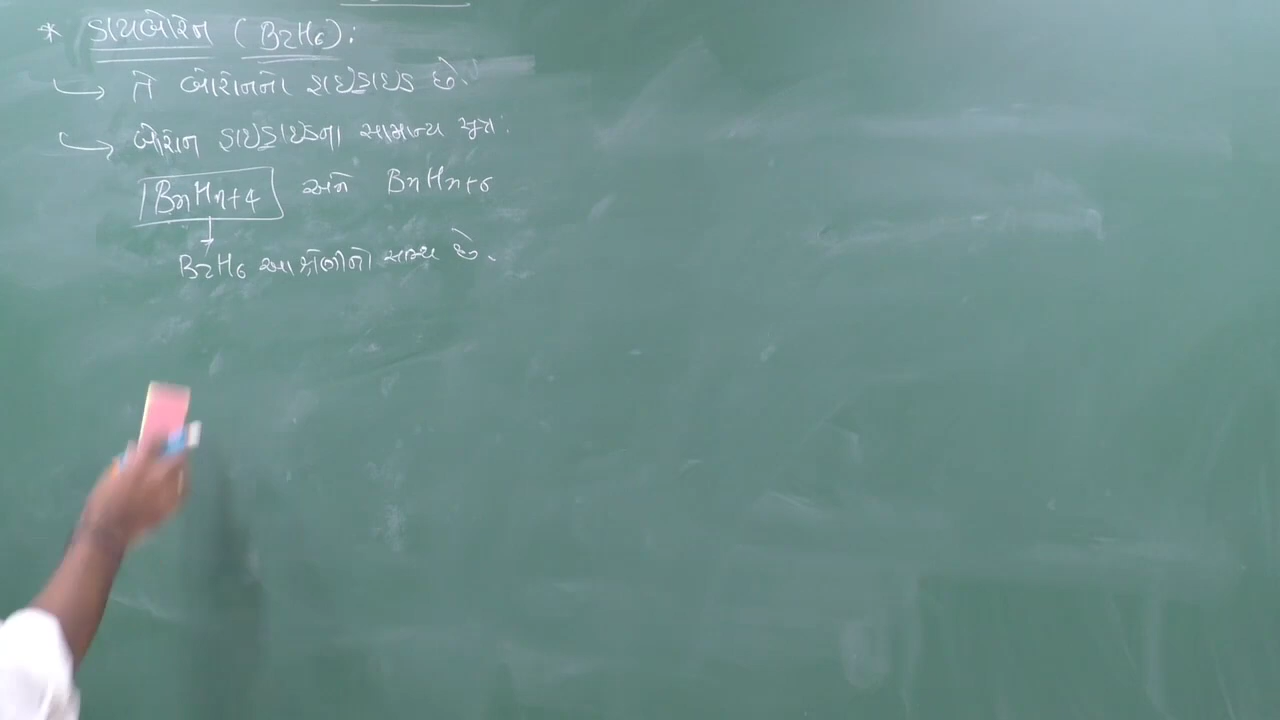 * ડાયબોરેન (B2H6):
↳ તે બોરોનનો હાઇડ્રાઇડ છે.
↳ બોરોન હાઇડ્રાઇડના સામાન્ય સૂત્ર:
BnHn+4 અને BnHn+6
B2H6 આ શ્રેણીનો સભ્ય છે.